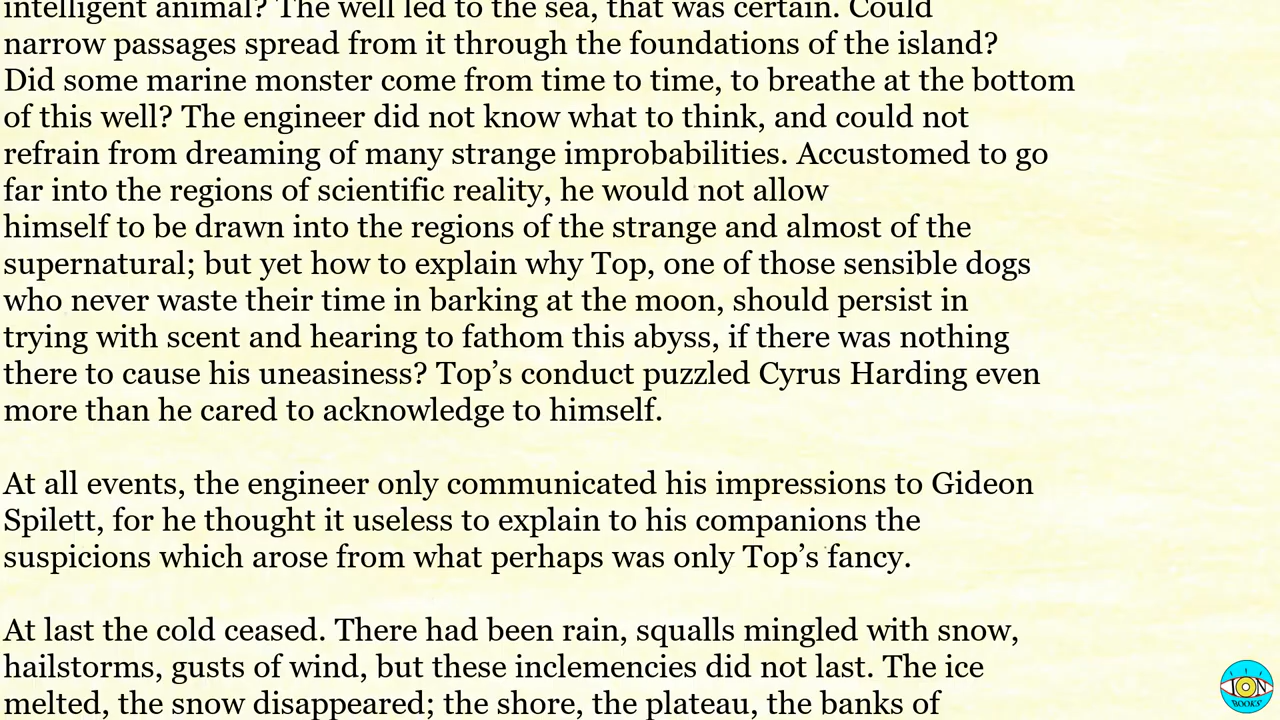 intelligent animal? The well led to the sea, that was certain. Could
narrow passages spread from it through the foundations of the island?
Did some marine monster come from time to time, to breathe at the bottom
of this well? The engineer did not know what to think, and could not
refrain from dreaming of many strange improbabilities. Accustomed to go
far into the regions of scientific reality, he would not allow
himself to be drawn into the regions of the strange and almost of the
supernatural; but yet how to explain why Top, one of those sensible dogs
who never waste their time in barking at the moon, should persist in
trying with scent and hearing to fathom this abyss, if there was nothing
there to cause his uneasiness? Top’s conduct puzzled Cyrus Harding even
more than he cared to acknowledge to himself.
At all events, the engineer only communicated his impressions to Gideon
Spilett, for he thought it useless to explain to his companions the
suspicions which arose from what perhaps was only Top’s fancy.
At last the cold ceased. There had been rain, squalls mingled with snow,
hailstorms, gusts of wind, but these inclemencies did not last. The ice
melted, the snow disappeared; the shore, the plateau, the banks of
ION
BOOKS